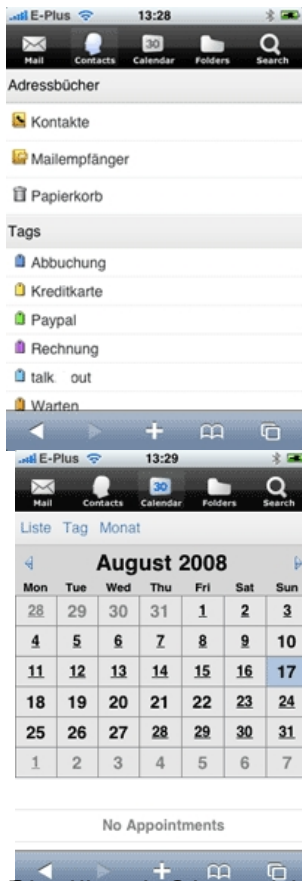 E-Plus 13:28
Mail Contacts 30 Calendar Folders Search
Adressbücher
Kontakte
Mailempfänger
Papierkorb
Tags
Abbuchung
Kreditkarte
Paypal
Rechnung
talk out
Warten
E-Plus 13:29
Mail Contacts 30 Calendar Folders Search
Liste Tag Monat
August 2008
Mon Tue Wed Thu Fri Sat Sun
28 29 30 31 1 2 3
4 5 6 7 8 9 10
11 12 13 14 15 16 17
18 19 20 21 22 23 24
25 26 27 28 29 30 31
1 2 3 4 5 6 7
No Appointments